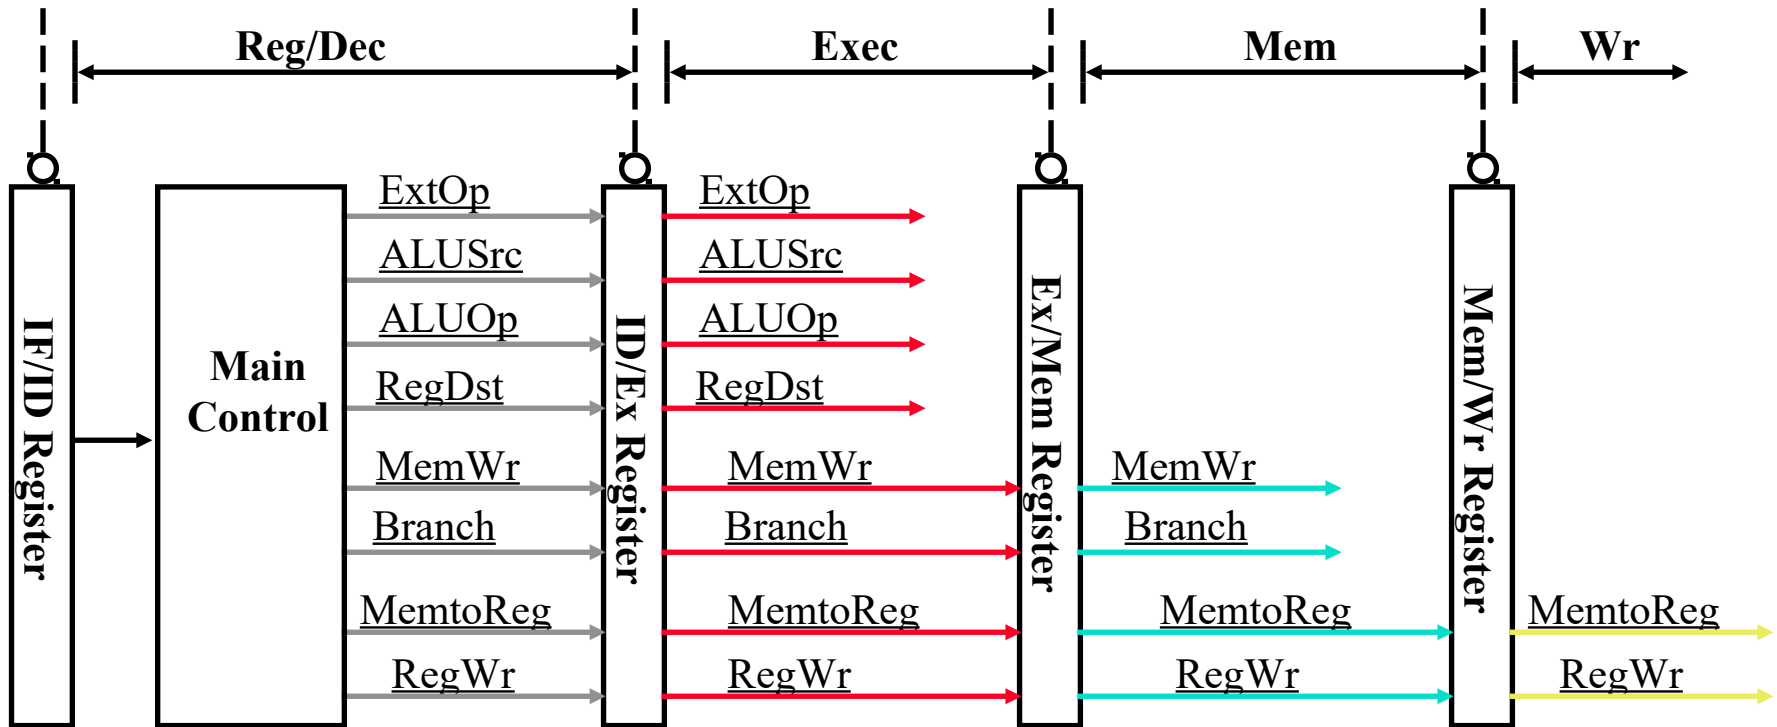 Reg/Dec
Exec
Mem
Wr
IF/ID Register
Main
Control
ExtOp
ALUSrc
ALUOp
RegDst
MemWr
Branch
MemtoReg
RegWr
ID/Ex Register
ExtOp
ALUSrc
ALUOp
RegDst
MemWr
Branch
MemtoReg
RegWr
Ex/Mem Register
MemWr
Branch
MemtoReg
RegWr
Mem/Wr Register
MemtoReg
RegWr